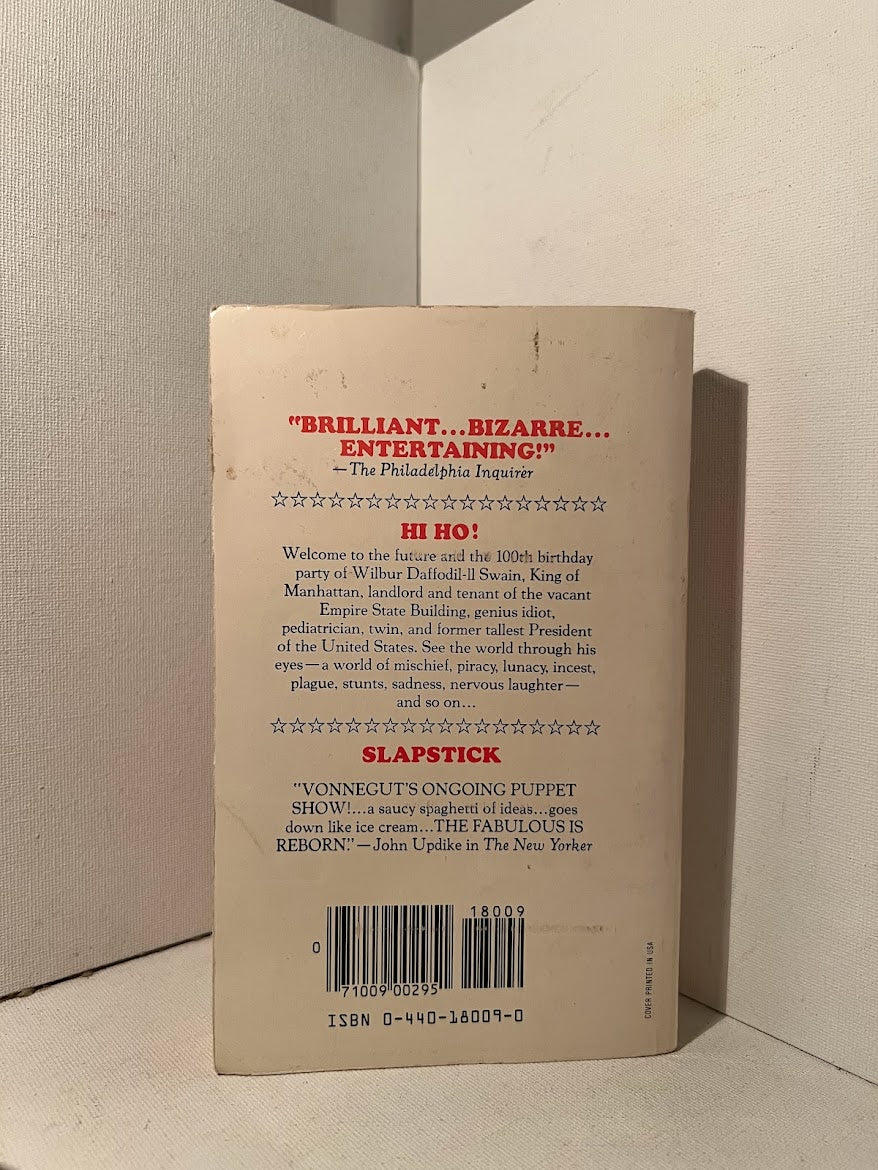 “BRILLIANT...BIZARRE...
ENTERTAINING!”
—The Philadelphia Inquirer
☆☆☆☆☆☆☆☆☆☆☆☆☆☆☆☆☆☆
HI HO!
Welcome to the future and the 100th birthday
party of Wilbur Daffodil-ll Swain, King of
Manhattan, landlord and tenant of the vacant
Empire State Building, genius idiot,
pediatrician, twin, and former tallest President
of the United States. See the world through his
eyes—a world of mischief, piracy, lunacy, incest,
plague, stunts, sadness, nervous laughter—
and so on...
☆☆☆☆☆☆☆☆☆☆☆☆☆☆☆☆☆☆
SLAPSTICK
“VONNEGUT'S ONGOING PUPPET
SHOW!...a saucy spaghetti of ideas...goes
down like ice cream...THE FABULOUS IS
REBORN.”—John Updike in The New Yorker
18009
0
71009 00295
ISBN 0-440-18009-0
COVER PRINTED IN USA